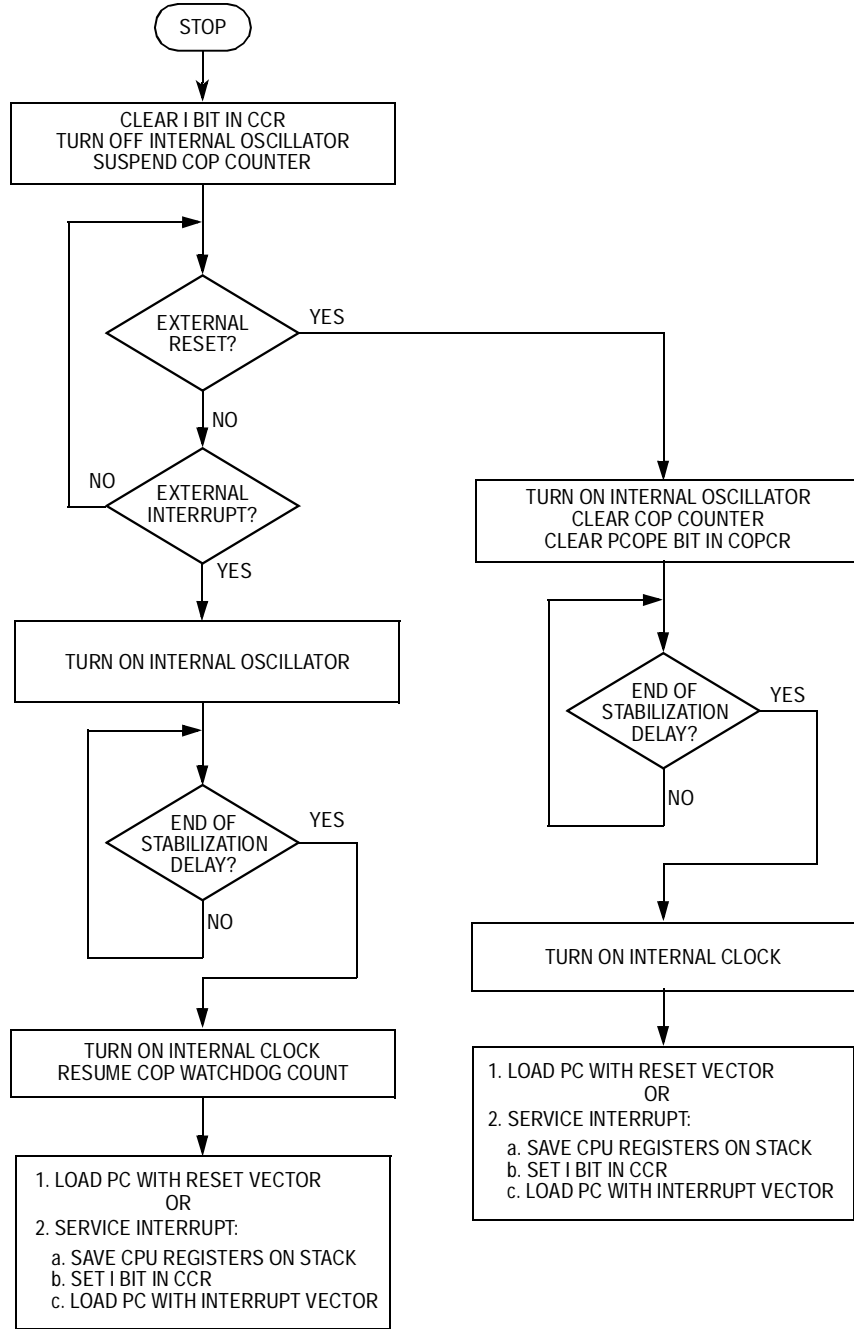 STOP
CLEAR I BIT IN CCR
TURN OFF INTERNAL OSCILLATOR
SUSPEND COP COUNTER
EXTERNAL
RESET?
YES
NO
EXTERNAL
INTERRUPT?
NO
YES
TURN ON INTERNAL OSCILLATOR
END OF
STABILIZATION
DELAY?
YES
NO
TURN ON INTERNAL CLOCK
RESUME COP WATCHDOG COUNT
1. LOAD PC WITH RESET VECTOR
OR
2. SERVICE INTERRUPT:
a. SAVE CPU REGISTERS ON STACK
b. SET I BIT IN CCR
c. LOAD PC WITH INTERRUPT VECTOR
TURN ON INTERNAL OSCILLATOR
CLEAR COP COUNTER
CLEAR PCOPE BIT IN COPCR
END OF
STABILIZATION
DELAY?
YES
NO
TURN ON INTERNAL CLOCK
1. LOAD PC WITH RESET VECTOR
OR
2. SERVICE INTERRUPT:
a. SAVE CPU REGISTERS ON STACK
b. SET I BIT IN CCR
c. LOAD PC WITH INTERRUPT VECTOR